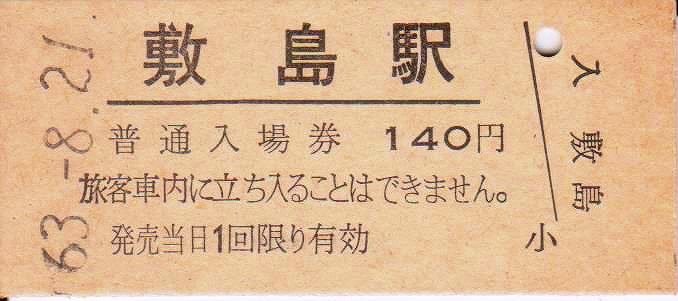 敷島駅
普通入場券 140円
旅客車内に立ち入ることはできません。
発売当日1回限り有効
63.-8.21.
入敷島
小